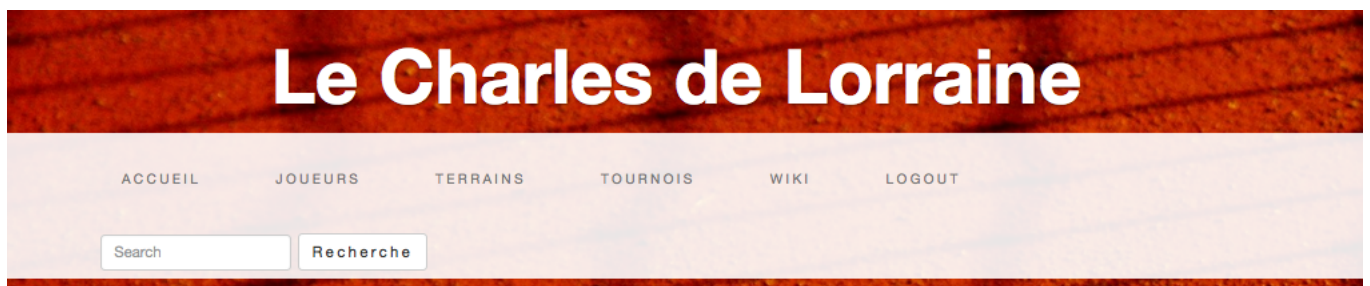 Le Charles de Lorraine
ACCUEIL JOUEURS TERRAINS TOURNOIS WIKI LOGOUT
Search Recherche